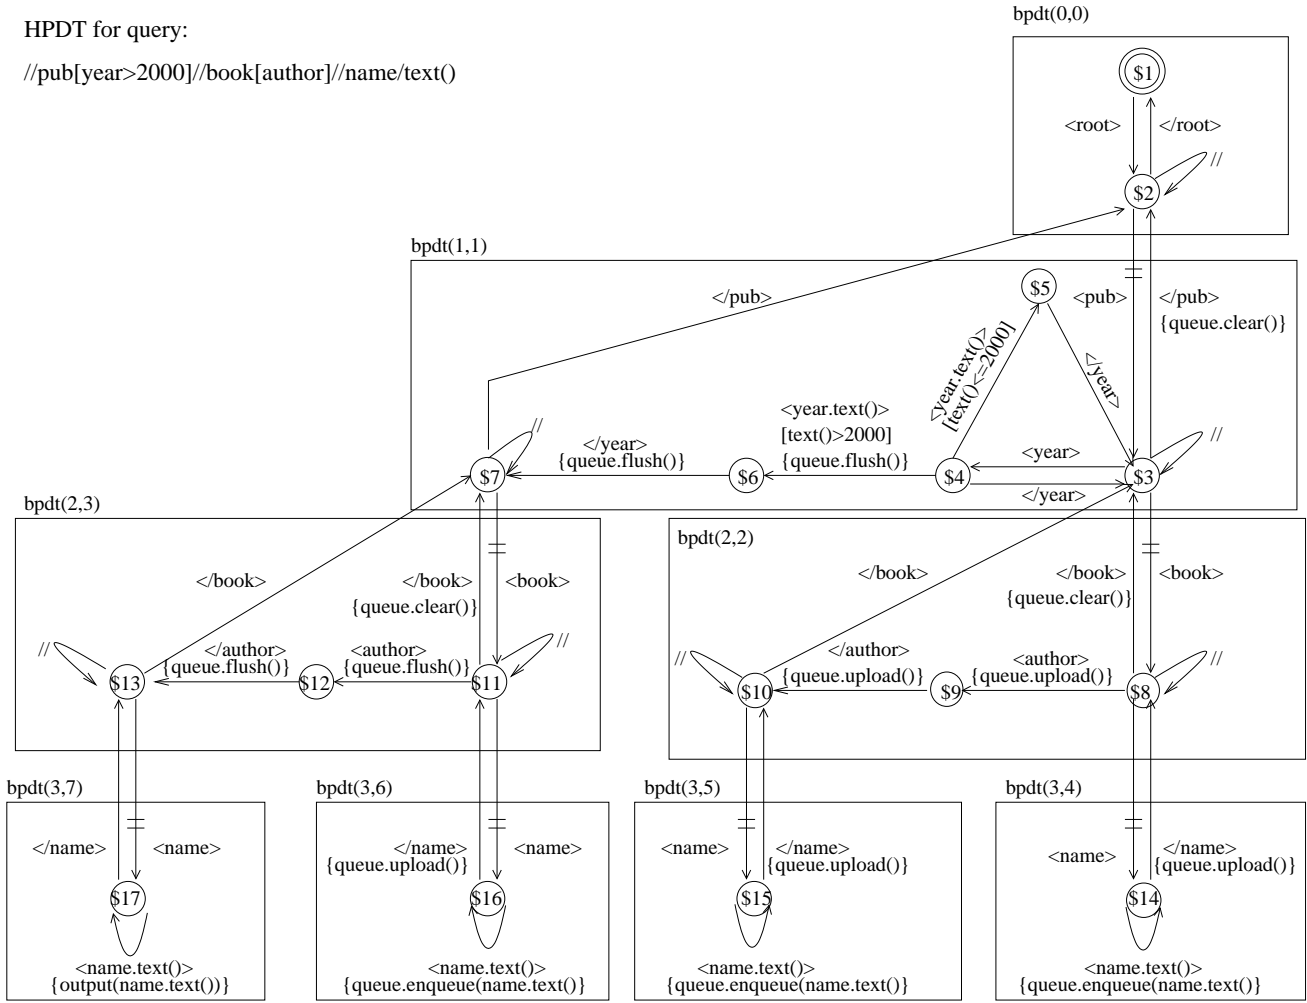 HPDT for query:
//pub[year>2000]//book[author]//name/text()
bpdt(0,0)
$1
<root>
</root>
$2
//
bpdt(1,1)
</pub>
$5
<pub>
</pub>
{queue.clear()}
<year.text()>
[text()<=2000]
</year>
<year.text()>
[text()>2000]
{queue.flush()}
</year>
{queue.flush()}
//
<year>
</year>
//
$7
$6
$4
$3
bpdt(2,3)
</book>
</book>
{queue.clear()}
<book>
//
</author>
{queue.flush()}
<author>
{queue.flush()}
//
$13
$12
$11
bpdt(2,2)
</book>
</book>
{queue.clear()}
<book>
//
</author>
{queue.upload()}
<author>
{queue.upload()}
//
$10
$9
$8
bpdt(3,7)
</name>
<name>
$17
<name.text()>
{output(name.text())}
bpdt(3,6)
</name>
{queue.upload()}
<name>
$16
<name.text()>
{queue.enqueue(name.text()}
bpdt(3,5)
<name>
</name>
{queue.upload()}
$15
<name.text()>
{queue.enqueue(name.text()}
bpdt(3,4)
<name>
</name>
{queue.upload()}
$14
<name.text()>
{queue.enqueue(name.text()}